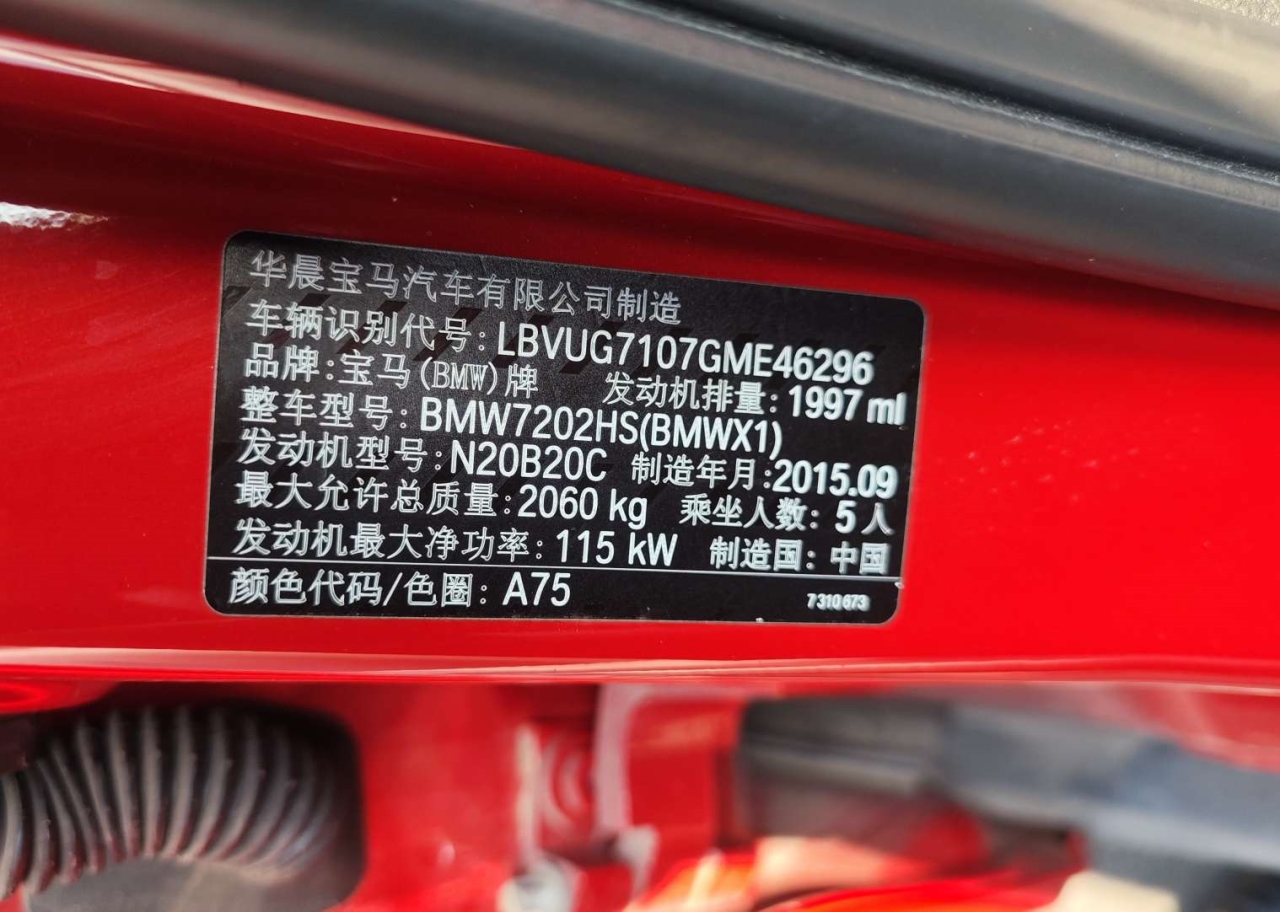 华晨宝马汽车有限公司制造
车辆识别代号: LBVUG7107GME46296
品牌: 宝马(BMW)牌 发动机排量: 1997 ml
整车型号: BMW7202HS(BMWX1)
发动机型号: N20B20C 制造年月: 2015.09
最大允许总质量: 2060 kg 乘坐人数: 5人
发动机最大净功率: 115 kW 制造国: 中国
颜色代码/色圈: A75 7310673